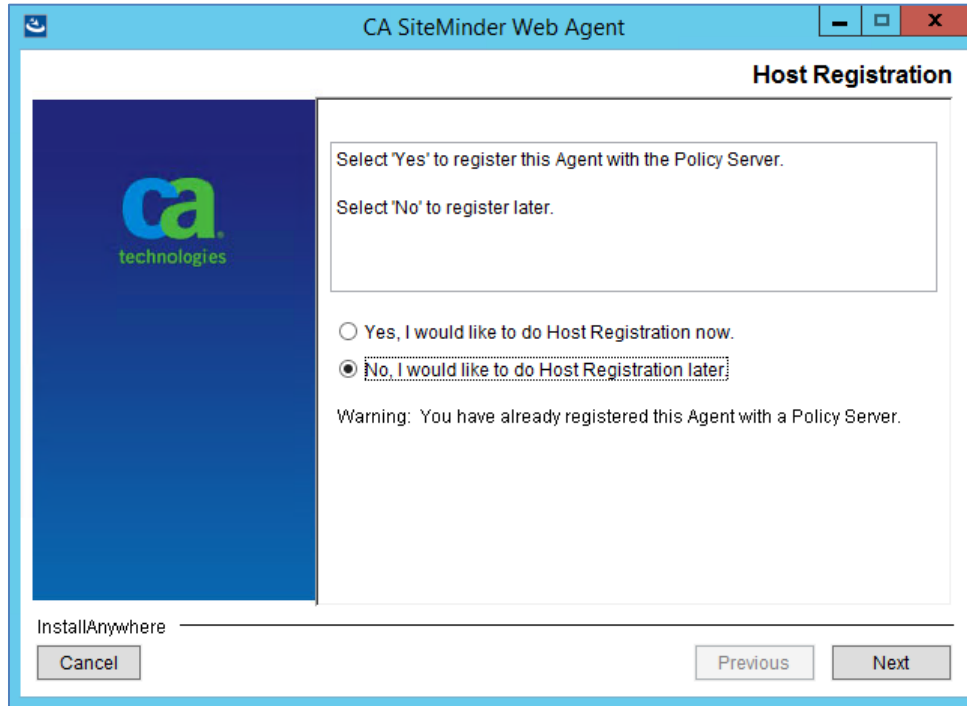 CA SiteMinder Web Agent
Host Registration
ca
technologies
Select 'Yes' to register this Agent with the Policy Server.
Select 'No' to register later.
Yes, I would like to do Host Registration now.
No, I would like to do Host Registration later.
Warning:  You have already registered this Agent with a Policy Server.
InstallAnywhere
Cancel
Previous
Next